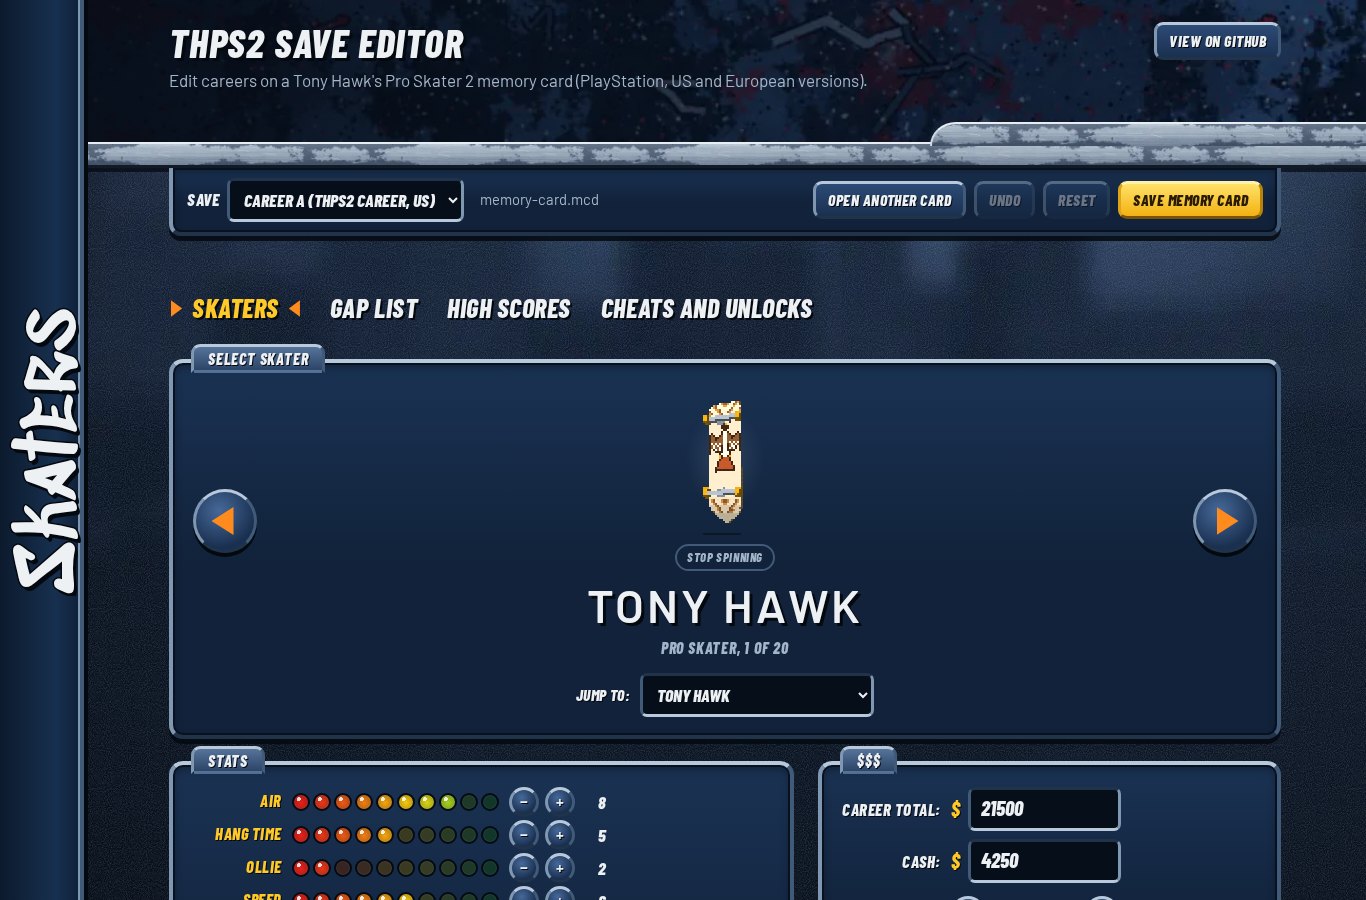 THPS2 SAVE EDITOR
VIEW ON GITHUB
Edit careers on a Tony Hawk's Pro Skater 2 memory card (PlayStation, US and European versions).
SAVE
CAREER A (THPS2 CAREER, US)
memory-card.mcd
OPEN ANOTHER CARD
UNDO
RESET
SAVE MEMORY CARD
SKATERS
SKATERS
GAP LIST
HIGH SCORES
CHEATS AND UNLOCKS
SELECT SKATER
STOP SPINNING
TONY HAWK
PRO SKATER, 1 OF 20
JUMP TO:
TONY HAWK
STATS
AIR
− +
8
HANG TIME
− +
5
OLLIE
− +
2
SPEED
$$$
CAREER TOTAL:
$
21500
CASH:
$
4250